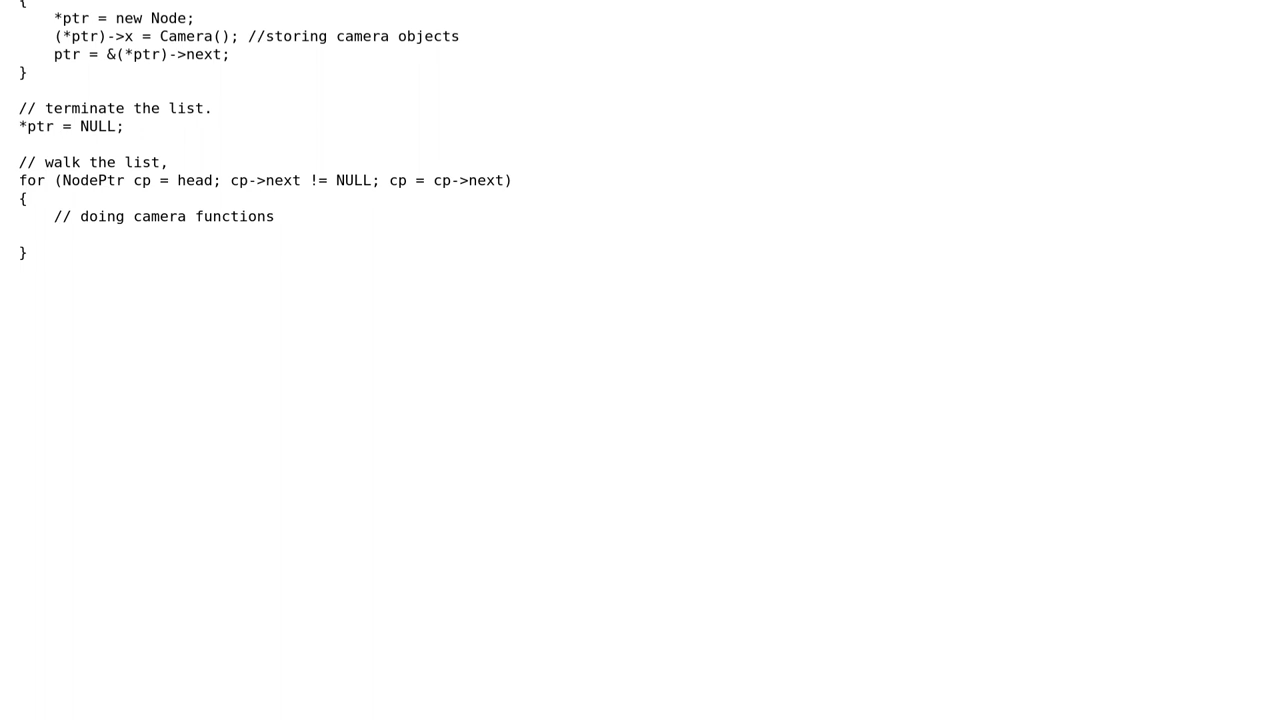 {
    *ptr = new Node;
    (*ptr)->x = Camera(); //storing camera objects
    ptr = &(*ptr)->next;
}

// terminate the list.
*ptr = NULL;

// walk the list,
for (NodePtr cp = head; cp->next != NULL; cp = cp->next)
{
    // doing camera functions

}